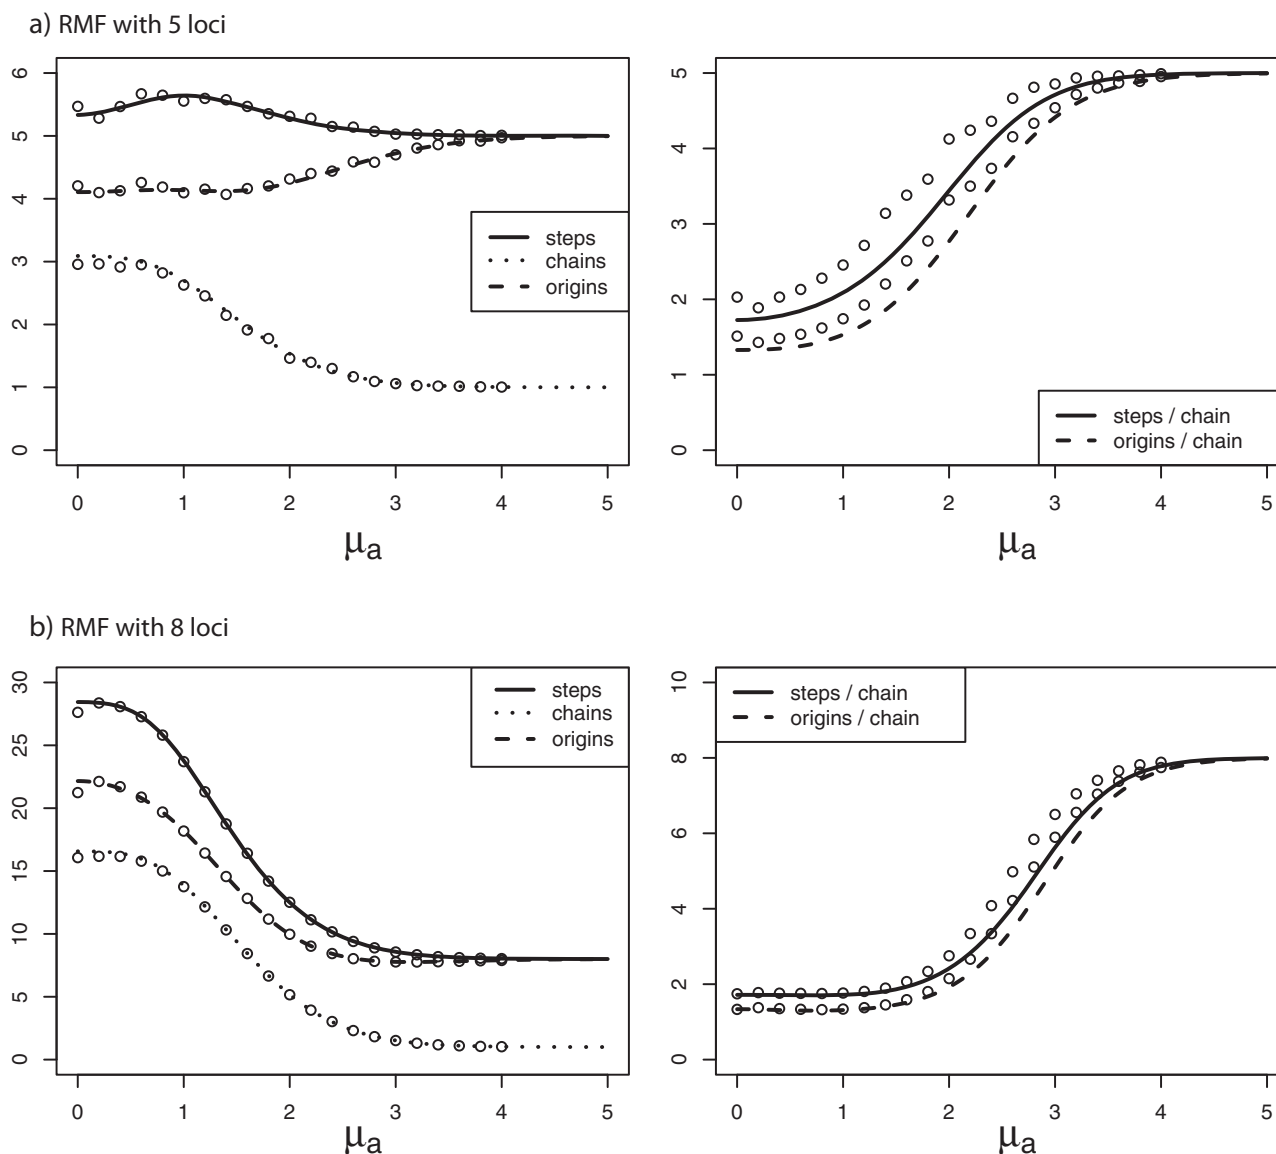 a) RMF with 5 loci
6
5
4
3
2
1
0
steps
chains
origins
0 1 2 3 4 5
μa
5
4
3
2
1
0
steps / chain
origins / chain
0 1 2 3 4 5
μa
b) RMF with 8 loci
30
25
20
15
10
5
0
steps
chains
origins
0 1 2 3 4 5
μa
10
8
6
4
2
0
steps / chain
origins / chain
0 1 2 3 4 5
μa